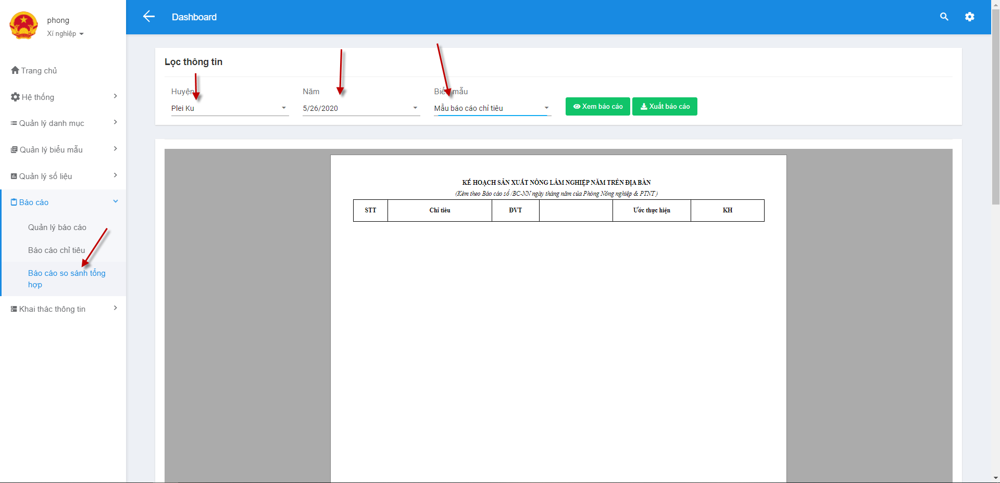 phong
Xí nghiệp
Dashboard
Trang chủ
Hệ thống
Quản lý danh mục
Quản lý biểu mẫu
Quản lý số liệu
Báo cáo
Quản lý báo cáo
Báo cáo chỉ tiêu
Báo cáo so sánh tổng
hợp
Khai thác thông tin
Lọc thông tin
Huyện Năm Biểu mẫu
Plei Ku 5/26/2020 Mẫu báo cáo chỉ tiêu Xem báo cáo Xuất báo cáo
KẾ HOẠCH SẢN XUẤT NÔNG LÂM NGHIỆP NĂM TRÊN ĐỊA BÀN
(Kèm theo Báo cáo số /BC-NN ngày tháng năm của Phòng Nông nghiệp & PTNT )
STT Chỉ tiêu ĐVT Ước thực hiện KH